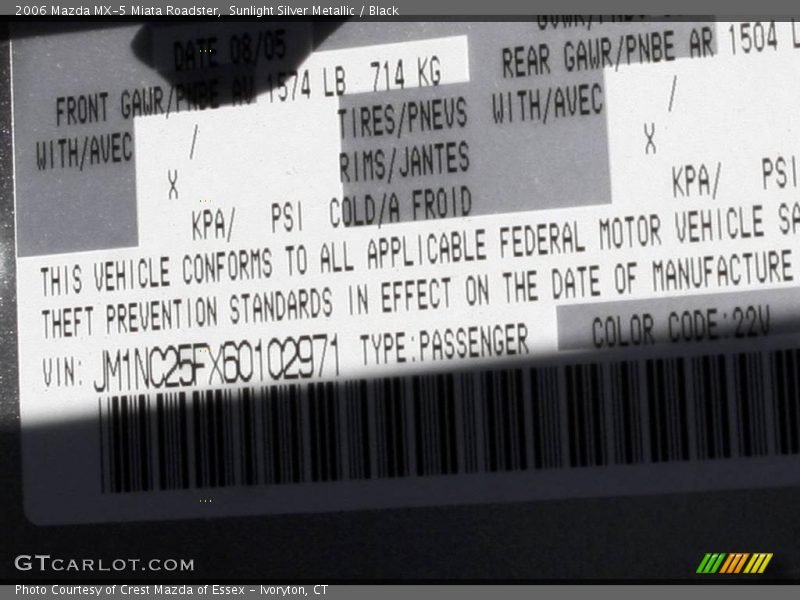 2006 Mazda MX-5 Miata Roadster,  Sunlight Silver Metallic / Black
DATE 08/05
FRONT GAWR/PNBE AV 1574 LB 714 KG
REAR GAWR/PNBE AR 1504 L
WITH/AVEC / TIRES/PNEUS
WITH/AVEC /
X RIMS/JANTES
X
KPA/ PSI COLD/A FROID
KPA/ PSI
THIS VEHICLE CONFORMS TO ALL APPLICABLE FEDERAL MOTOR VEHICLE SA
THEFT PREVENTION STANDARDS IN EFFECT ON THE DATE OF MANUFACTURE
VIN: JM1NC25FX60102971 TYPE:PASSENGER COLOR CODE:22V
GTCARLOT.COM
Photo Courtesy of Crest Mazda of Essex - Ivoryton, CT